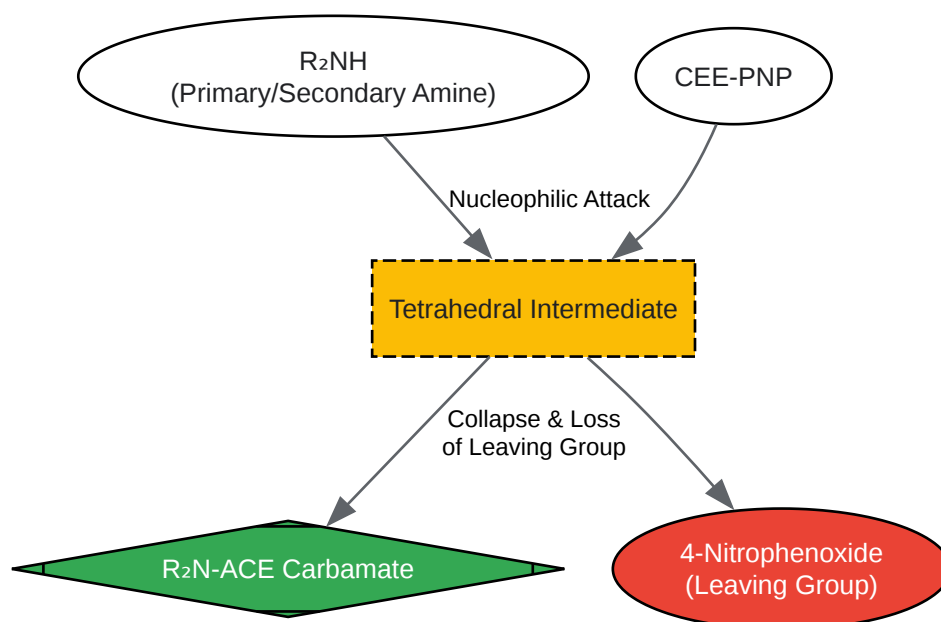 R₂NH
(Primary/Secondary Amine)
CEE-PNP
Nucleophilic Attack
Tetrahedral Intermediate
Collapse & Loss
of Leaving Group
R₂N-ACE Carbamate
4-Nitrophenoxide
(Leaving Group)